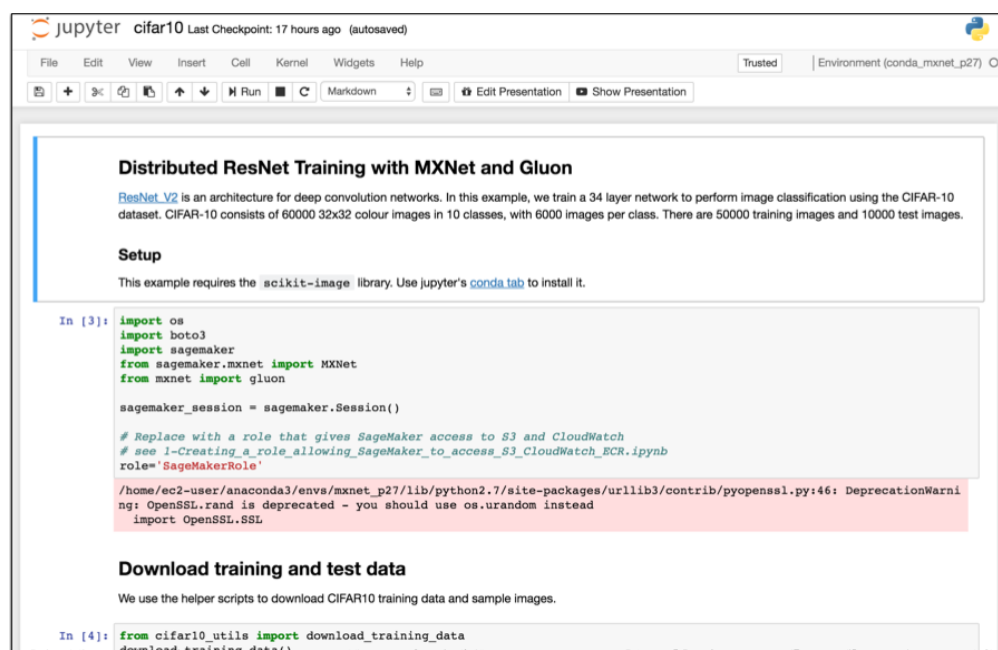 jupyter cifar10 Last Checkpoint: 17 hours ago (autosaved)
File Edit View Insert Cell Kernel Widgets Help Trusted Environment (conda_mxnet_p27)
Run Markdown Edit Presentation Show Presentation
Distributed ResNet Training with MXNet and Gluon
ResNet_V2 is an architecture for deep convolution networks. In this example, we train a 34 layer network to perform image classification using the CIFAR-10
dataset. CIFAR-10 consists of 60000 32x32 colour images in 10 classes, with 6000 images per class. There are 50000 training images and 10000 test images.
Setup
This example requires the scikit-image library. Use jupyter's conda tab to install it.
In [3]: import os
import boto3
import sagemaker
from sagemaker.mxnet import MXNet
from mxnet import gluon
sagemaker_session = sagemaker.Session()
# Replace with a role that gives SageMaker access to S3 and CloudWatch
# see 1-Creating_a_role_allowing_SageMaker_to_access_S3_CloudWatch_ECR.ipynb
role='SageMakerRole'
/home/ec2-user/anaconda3/envs/mxnet_p27/lib/python2.7/site-packages/urllib3/contrib/pyopenssl.py:46: DeprecationWarni
ng: OpenSSL.rand is deprecated - you should use os.urandom instead
import OpenSSL.SSL
Download training and test data
We use the helper scripts to download CIFAR10 training data and sample images.
In [4]: from cifar10_utils import download_training_data
download_training_data()